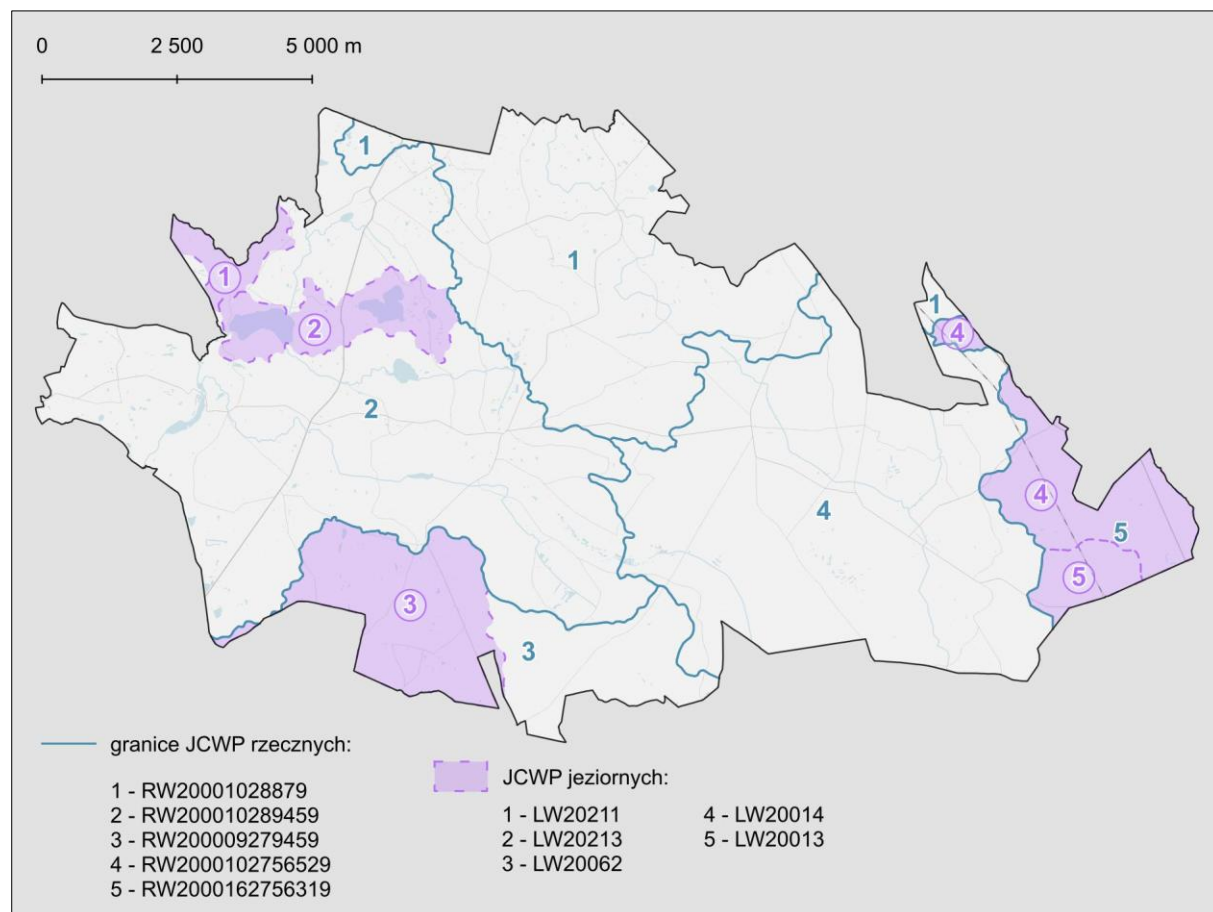 0 2 500 5 000 m
1
1
1
1
2
4
2
4
4
5
5
3
3
granice JCWP rzecznych:
1 - RW20001028879
2 - RW200010289459
3 - RW200009279459
4 - RW2000102756529
5 - RW2000162756319
JCWP jeziornych:
1 - LW20211
2 - LW20213
3 - LW20062
4 - LW20014
5 - LW20013